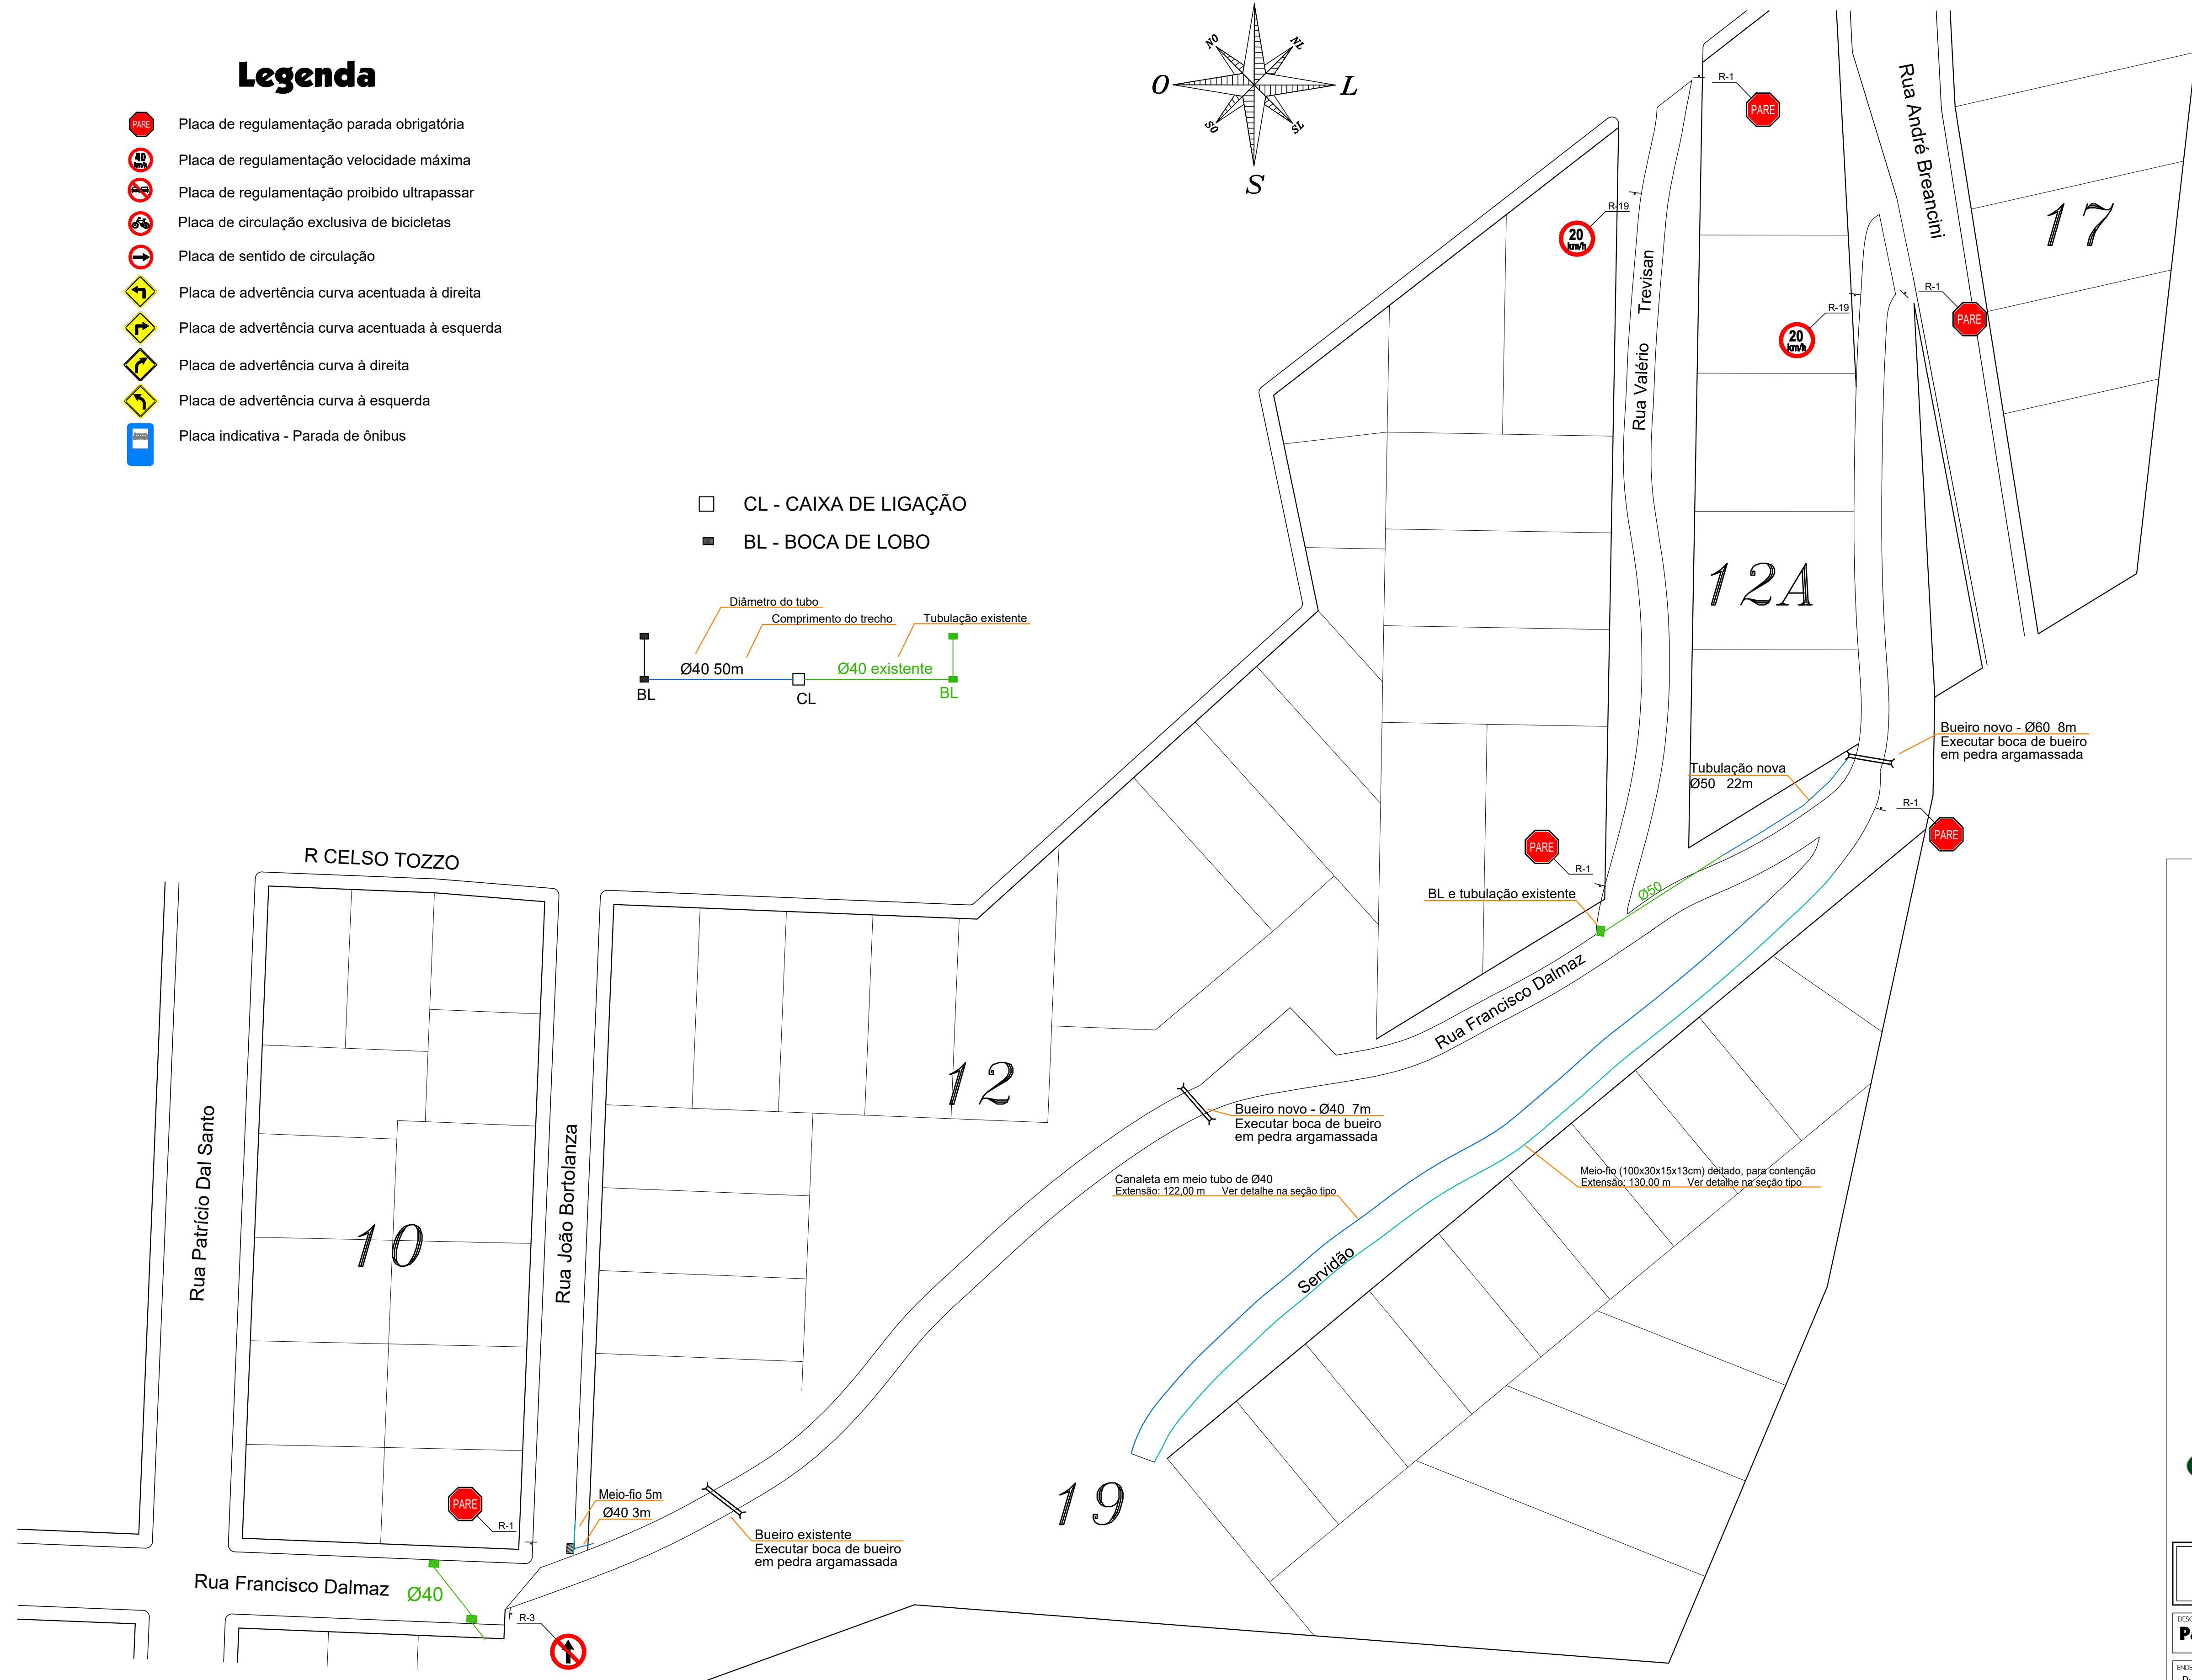 Legenda
PARE
Placa de regulamentação parada obrigatória
40
km/h
Placa de regulamentação velocidade máxima
Placa de regulamentação proibido ultrapassar
Placa de circulação exclusiva de bicicletas
Placa de sentido de circulação
Placa de advertência curva acentuada à direita
Placa de advertência curva acentuada à esquerda
Placa de advertência curva à direita
Placa de advertência curva à esquerda
Placa indicativa - Parada de ônibus
NO
NL
O
L
SO
SL
S
CL - CAIXA DE LIGAÇÃO
BL - BOCA DE LOBO
Diâmetro do tubo
Comprimento do trecho
Tubulação existente
Ø40 50m
Ø40 existente
BL
CL
BL
R-1
PARE
Rua André Breancini
17
R-19
20
km/h
Rua Valério Trevisan
R-1
PARE
R-19
20
km/h
12A
Bueiro novo - Ø60 8m
Executar boca de bueiro
em pedra argamassada
Tubulação nova
Ø50 22m
R-1
PARE
PARE
R-1
BL e tubulação existente
Ø50
Rua Francisco Dalmaz
R CELSO TOZZO
12
Rua Patrício Dal Santo
10
Rua João Bortolanza
Bueiro novo - Ø40 7m
Executar boca de bueiro
em pedra argamassada
Canaleta em meio tubo de Ø40
Extensão: 122,00 m Ver detalhe na seção tipo
Meio-fio (100x30x15x13cm) deitado, para contenção
Extensão: 130,00 m Ver detalhe na seção tipo
Servidão
19
PARE
R-1
Meio-fio 5m
Ø40 3m
Bueiro existente
Executar boca de bueiro
em pedra argamassada
Rua Francisco Dalmaz
Ø40
R-3